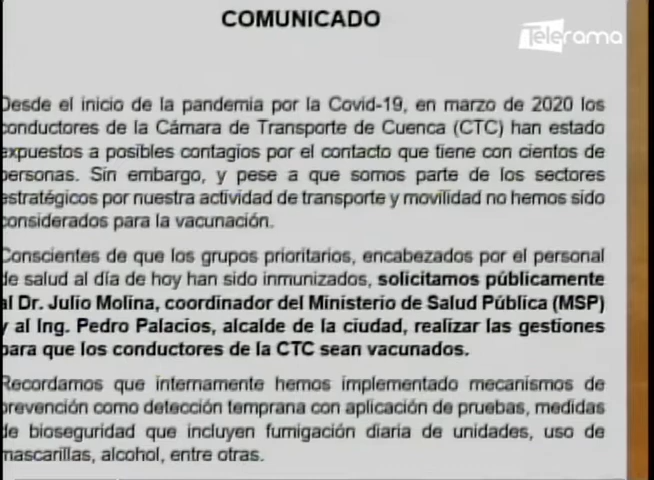 COMUNICADO
Telerama
Desde el inicio de la pandemia por la Covid-19, en marzo de 2020 los
conductores de la Cámara de Transporte de Cuenca (CTC) han estado
expuestos a posibles contagios por el contacto que tiene con cientos de
personas. Sin embargo, y pese a que somos parte de los sectores
estratégicos por nuestra actividad de transporte y movilidad no hemos sido
considerados para la vacunación.
Conscientes de que los grupos prioritarios, encabezados por el personal
de salud al día de hoy han sido inmunizados, solicitamos públicamente
al Dr. Julio Molina, coordinador del Ministerio de Salud Pública (MSP)
y al Ing. Pedro Palacios, alcalde de la ciudad, realizar las gestiones
para que los conductores de la CTC sean vacunados.
Recordamos que internamente hemos implementado mecanismos de
prevención como detección temprana con aplicación de pruebas, medidas
de bioseguridad que incluyen fumigación diaria de unidades, uso de
mascarillas, alcohol, entre otras.